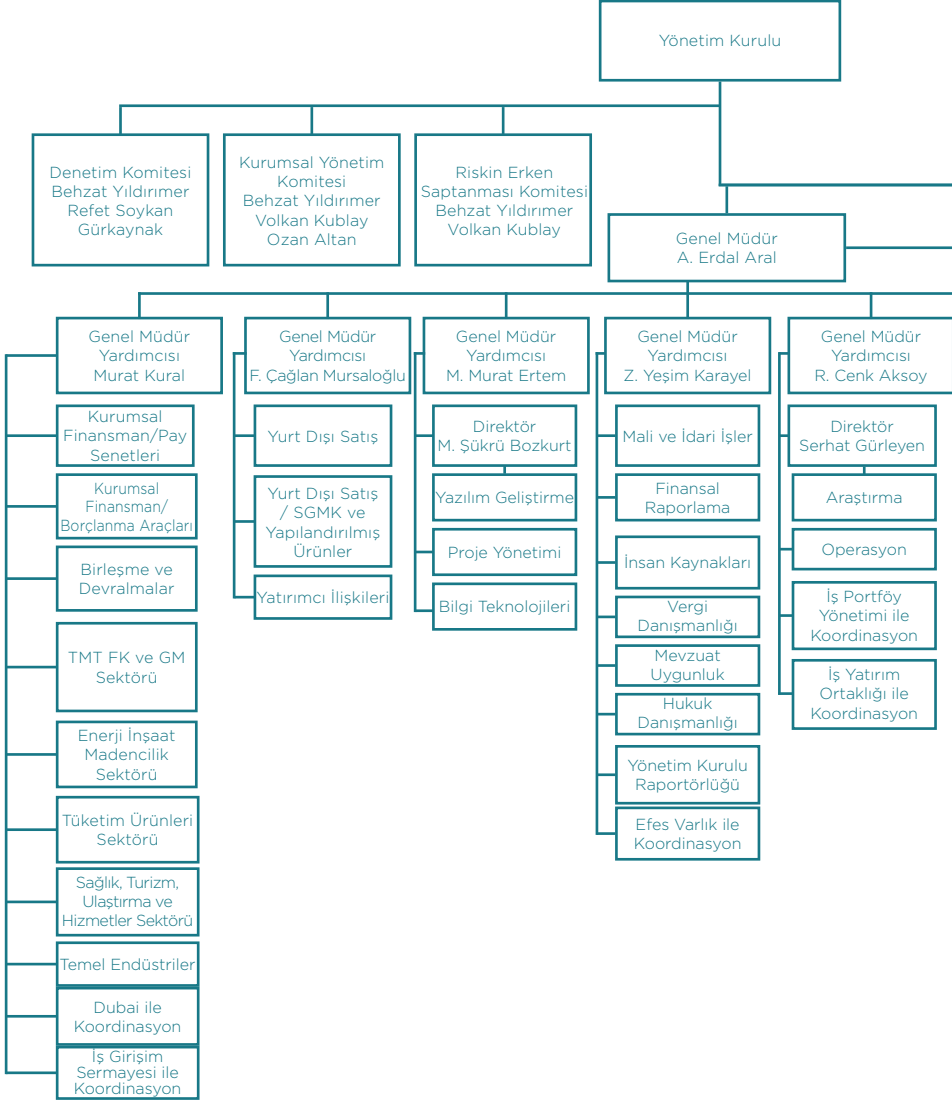 Yönetim Kurulu
Denetim Komitesi
Behzat Yıldırımer
Refet Soykan
Gürkaynak
Kurumsal Yönetim
Komitesi
Behzat Yıldırımer
Volkan Kublay
Ozan Altan
Riskin Erken
Saptanması Komitesi
Behzat Yıldırımer
Volkan Kublay
Genel Müdür
A. Erdal Aral
Genel Müdür
Yardımcısı
Murat Kural
Kurumsal
Finansman/Pay
Senetleri
Kurumsal
Finansman/
Borçlanma Araçları
Birleşme ve
Devralmalar
TMT FK ve GM
Sektörü
Enerji İnşaat
Madencilik
Sektörü
Tüketim Ürünleri
Sektörü
Sağlık, Turizm,
Ulaştırma ve
Hizmetler Sektörü
Temel Endüstriler
Dubai ile
Koordinasyon
İş Girişim
Sermayesi ile
Koordinasyon
Genel Müdür
Yardımcısı
F. Çağlan Mursaloğlu
Yurt Dışı Satış
Yurt Dışı Satış
/ SGMK ve
Yapılandırılmış
Ürünler
Yatırımcı İlişkileri
Genel Müdür
Yardımcısı
M. Murat Ertem
Direktör
M. Şükrü Bozkurt
Yazılım Geliştirme
Proje Yönetimi
Bilgi Teknolojileri
Genel Müdür
Yardımcısı
Z. Yeşim Karayel
Mali ve İdari İşler
Finansal
Raporlama
İnsan Kaynakları
Vergi
Danışmanlığı
Mevzuat
Uygunluk
Hukuk
Danışmanlığı
Yönetim Kurulu
Raportörlüğü
Efes Varlık ile
Koordinasyon
Genel Müdür
Yardımcısı
R. Cenk Aksoy
Direktör
Serhat Gürleyen
Araştırma
Operasyon
İş Portföy
Yönetimi ile
Koordinasyon
İş Yatırım
Ortaklığı ile
Koordinasyon